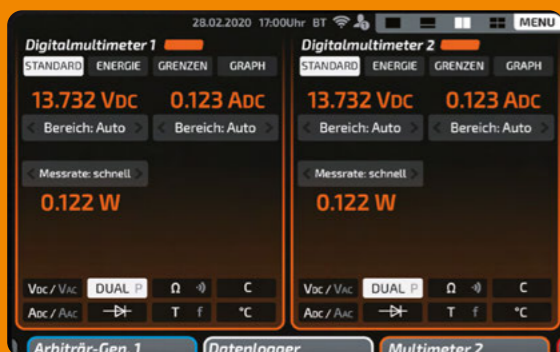 28.02.2020 17:00Uhr BT MENU
Digitalmultimeter 1
STANDARD ENERGIE GRENZEN GRAPH
13.732 VDC 0.123 ADC
< Bereich: Auto > < Bereich: Auto >
< Messrate: schnell >
0.122 W
VDC / VAC DUAL P Ω C
ADC / AAC T f °C
Digitalmultimeter 2
STANDARD ENERGIE GRENZEN GRAPH
13.732 VDC 0.123 ADC
< Bereich: Auto > < Bereich: Auto >
< Messrate: schnell >
0.122 W
VDC / VAC DUAL P Ω C
ADC / AAC T f °C
Arbiträr-Gen. 1 Datenlogger Multimeter 2